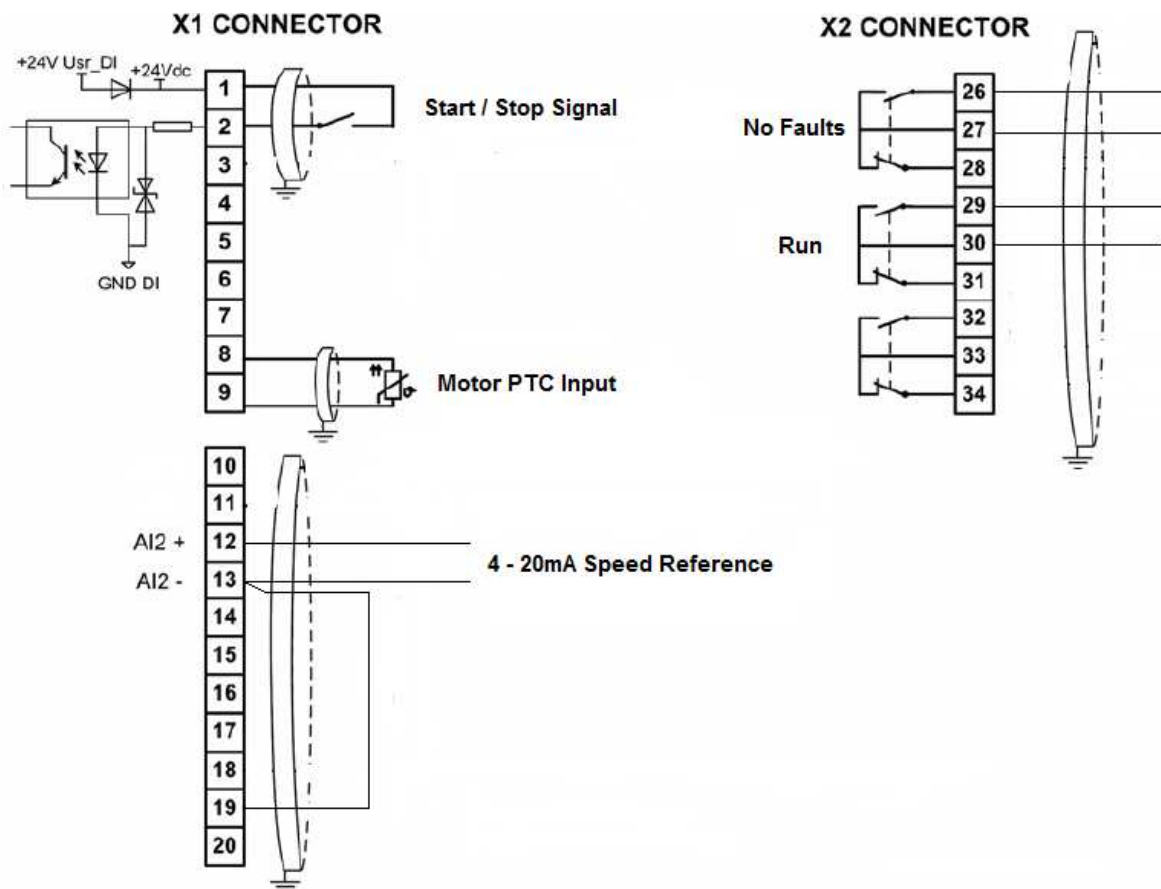 X1 CONNECTOR
+24V Usr_DI
+24Vdc
1
2
3
4
5
6
7
8
9
GND DI
Start / Stop Signal
Motor PTC Input
10
11
12
13
14
15
16
17
18
19
20
AI2 +
AI2 -
4 - 20mA Speed Reference
X2 CONNECTOR
No Faults
Run
26
27
28
29
30
31
32
33
34